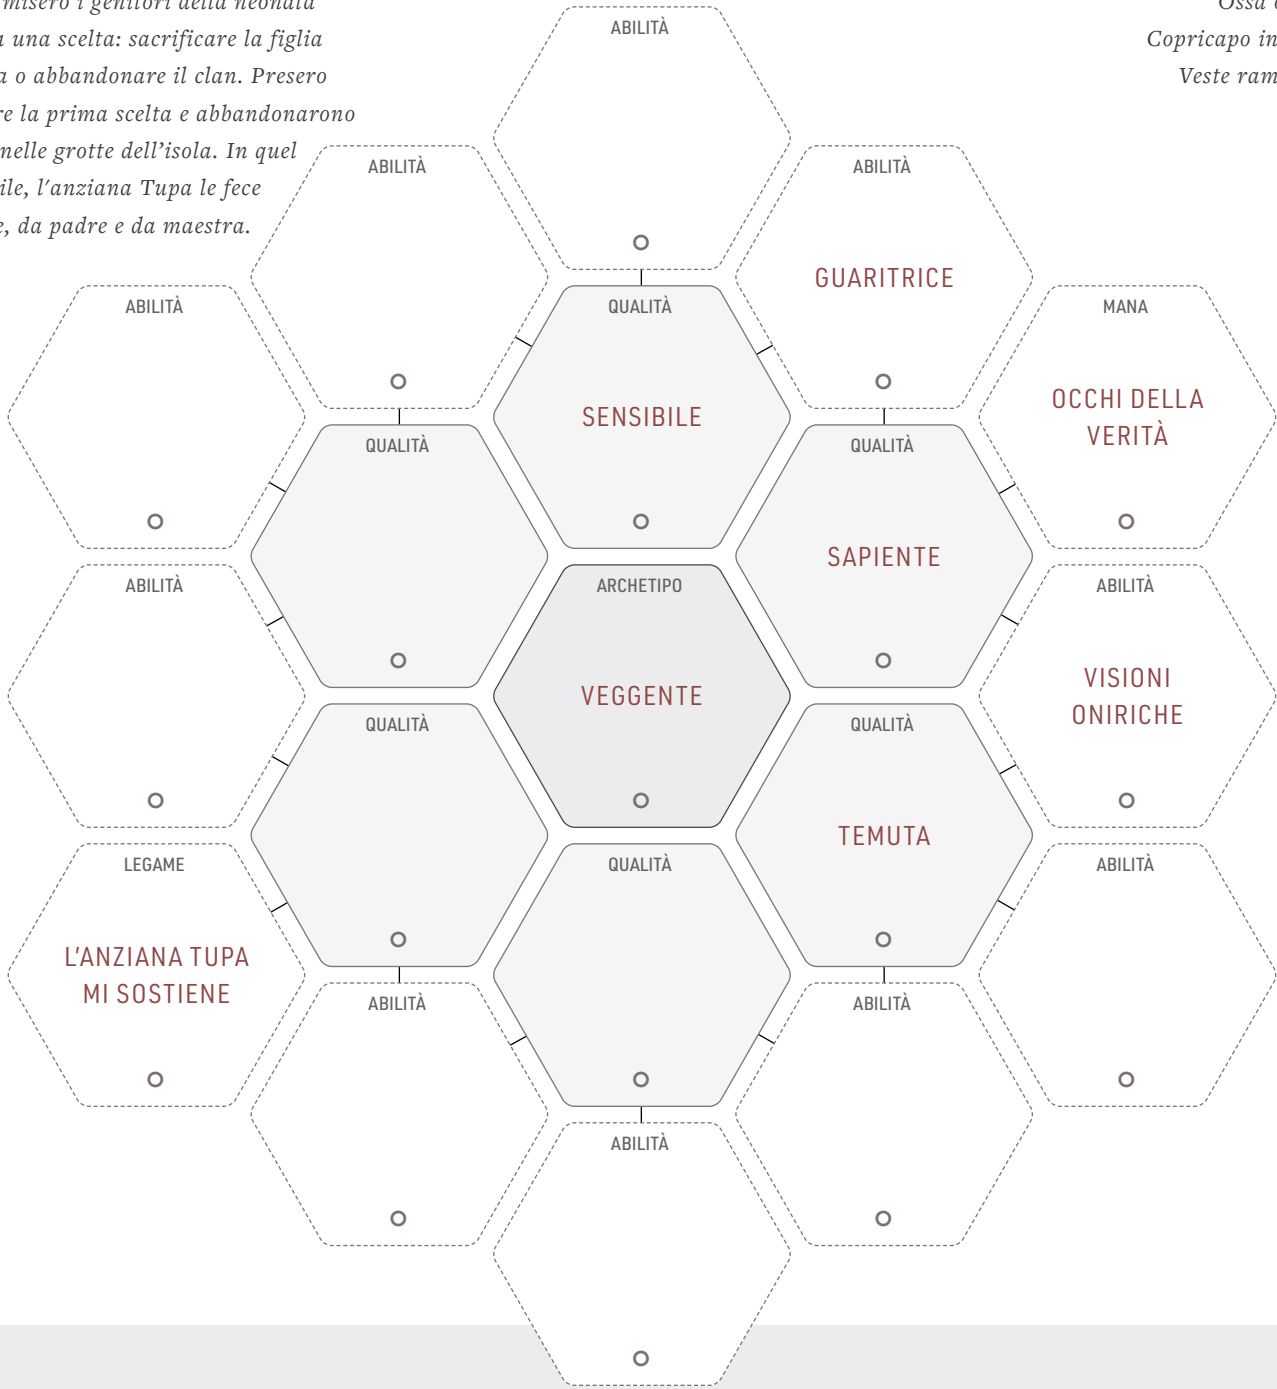 misero i genitori della neonata
una scelta: sacrificare la figlia
o abbandonare il clan. Presero
re la prima scelta e abbandonarono
nelle grotte dell'isola. In quel
ile, l'anziana Tupa le fece
e, da padre e da maestra.
Ossa
Copricapo in
Veste ram
ABILITÀ
ABILITÀ
ABILITÀ
GUARITRICE
ABILITÀ
QUALITÀ
SENSIBILE
MANA
OCCHI DELLA
VERITÀ
QUALITÀ
QUALITÀ
SAPIENTE
ABILITÀ
ARCHETIPO
VEGGENTE
ABILITÀ
VISIONI
ONIRICHE
QUALITÀ
QUALITÀ
TEMUTA
LEGAME
L'ANZIANA TUPA
MI SOSTIENE
QUALITÀ
ABILITÀ
ABILITÀ
ABILITÀ
ABILITÀ